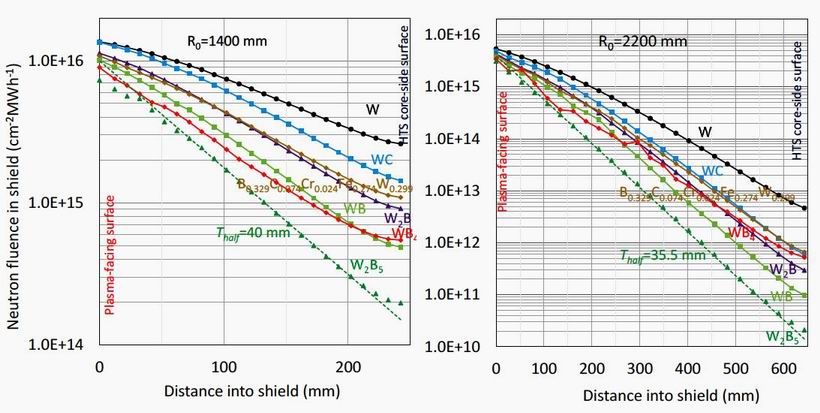 Neutron fluence in shield (cm⁻²MWh⁻¹)
R₀=1400 mm
1.0E+16
1.0E+15
1.0E+14
Plasma-facing surface
HTS core-side surface
W
WC
B₀.₃₂₉C₀.₀₇₄Cr₀.₀₂₄Fe₀.₂₇₄W₀.₂₉₉
WB
W₂B
WB₄
T_half=40 mm
W₂B₅
0
100
200
Distance into shield (mm)
R₀=2200 mm
1.0E+16
1.0E+15
1.0E+14
1.0E+13
1.0E+12
1.0E+11
1.0E+10
Plasma-facing surface
HTS core-side surface
W
WC
B₀.₃₂₉C₀.₀₇₄Cr₀.₀₂₄Fe₀.₂₇₄W₀.₂₉₉
WB₄
T_half=35.5 mm
W₂B
WB
W₂B₅
0
100
200
300
400
500
600
Distance into shield (mm)